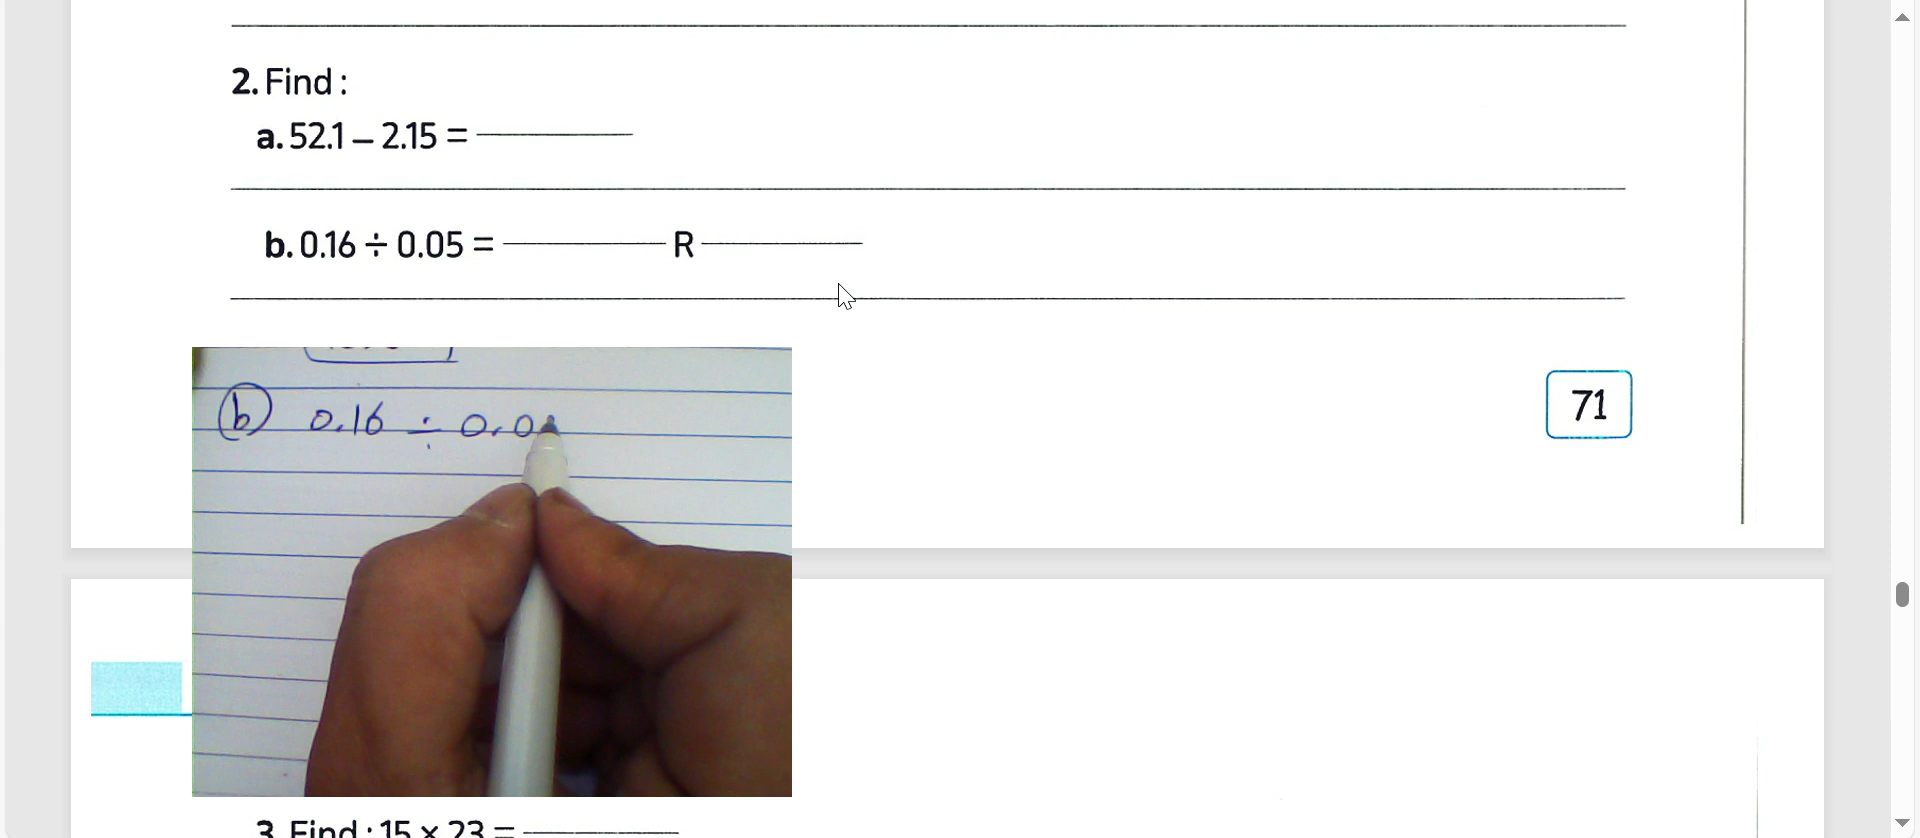 2. Find :
a. 52.1 – 2.15 =
b. 0.16 ÷ 0.05 = R
b 0.16 ÷ 0.0
71
3. Find : 15 × 23 =